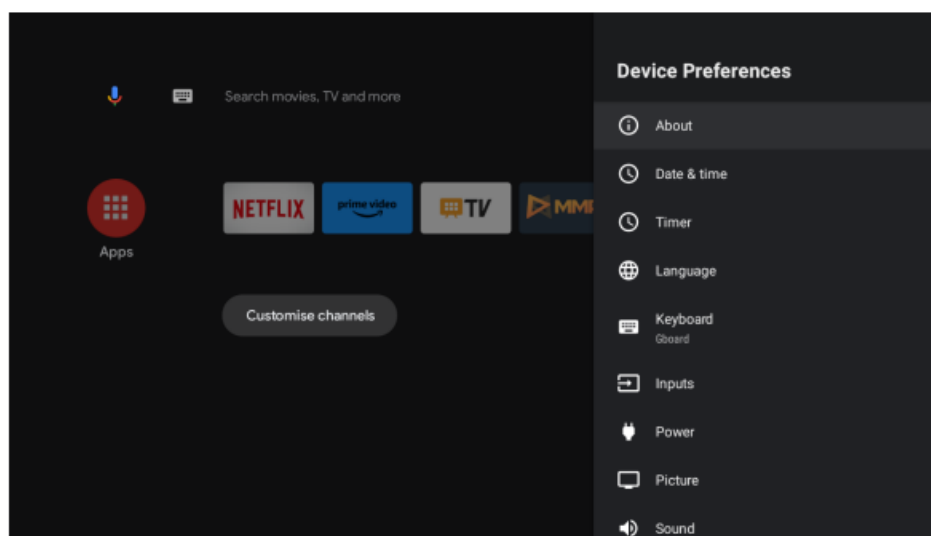 Search movies, TV and more
Apps
NETFLIX
prime video
TV
Customise channels
Device Preferences
About
Date & time
Timer
Language
Keyboard
Gboard
Inputs
Power
Picture
Sound